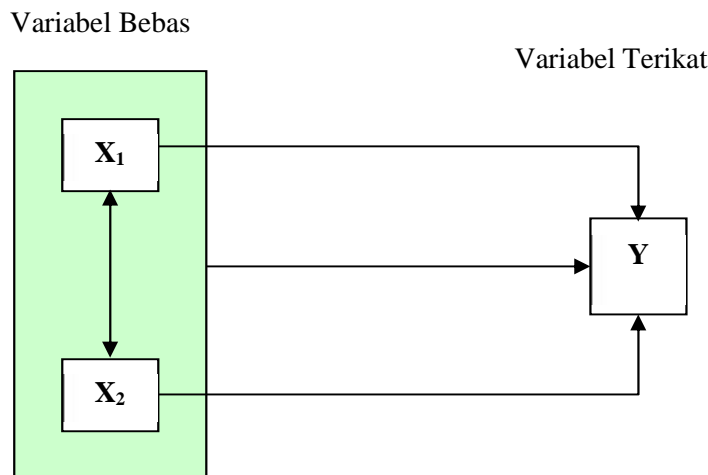 Variabel Bebas
Variabel Terikat
X₁
Y
X₂